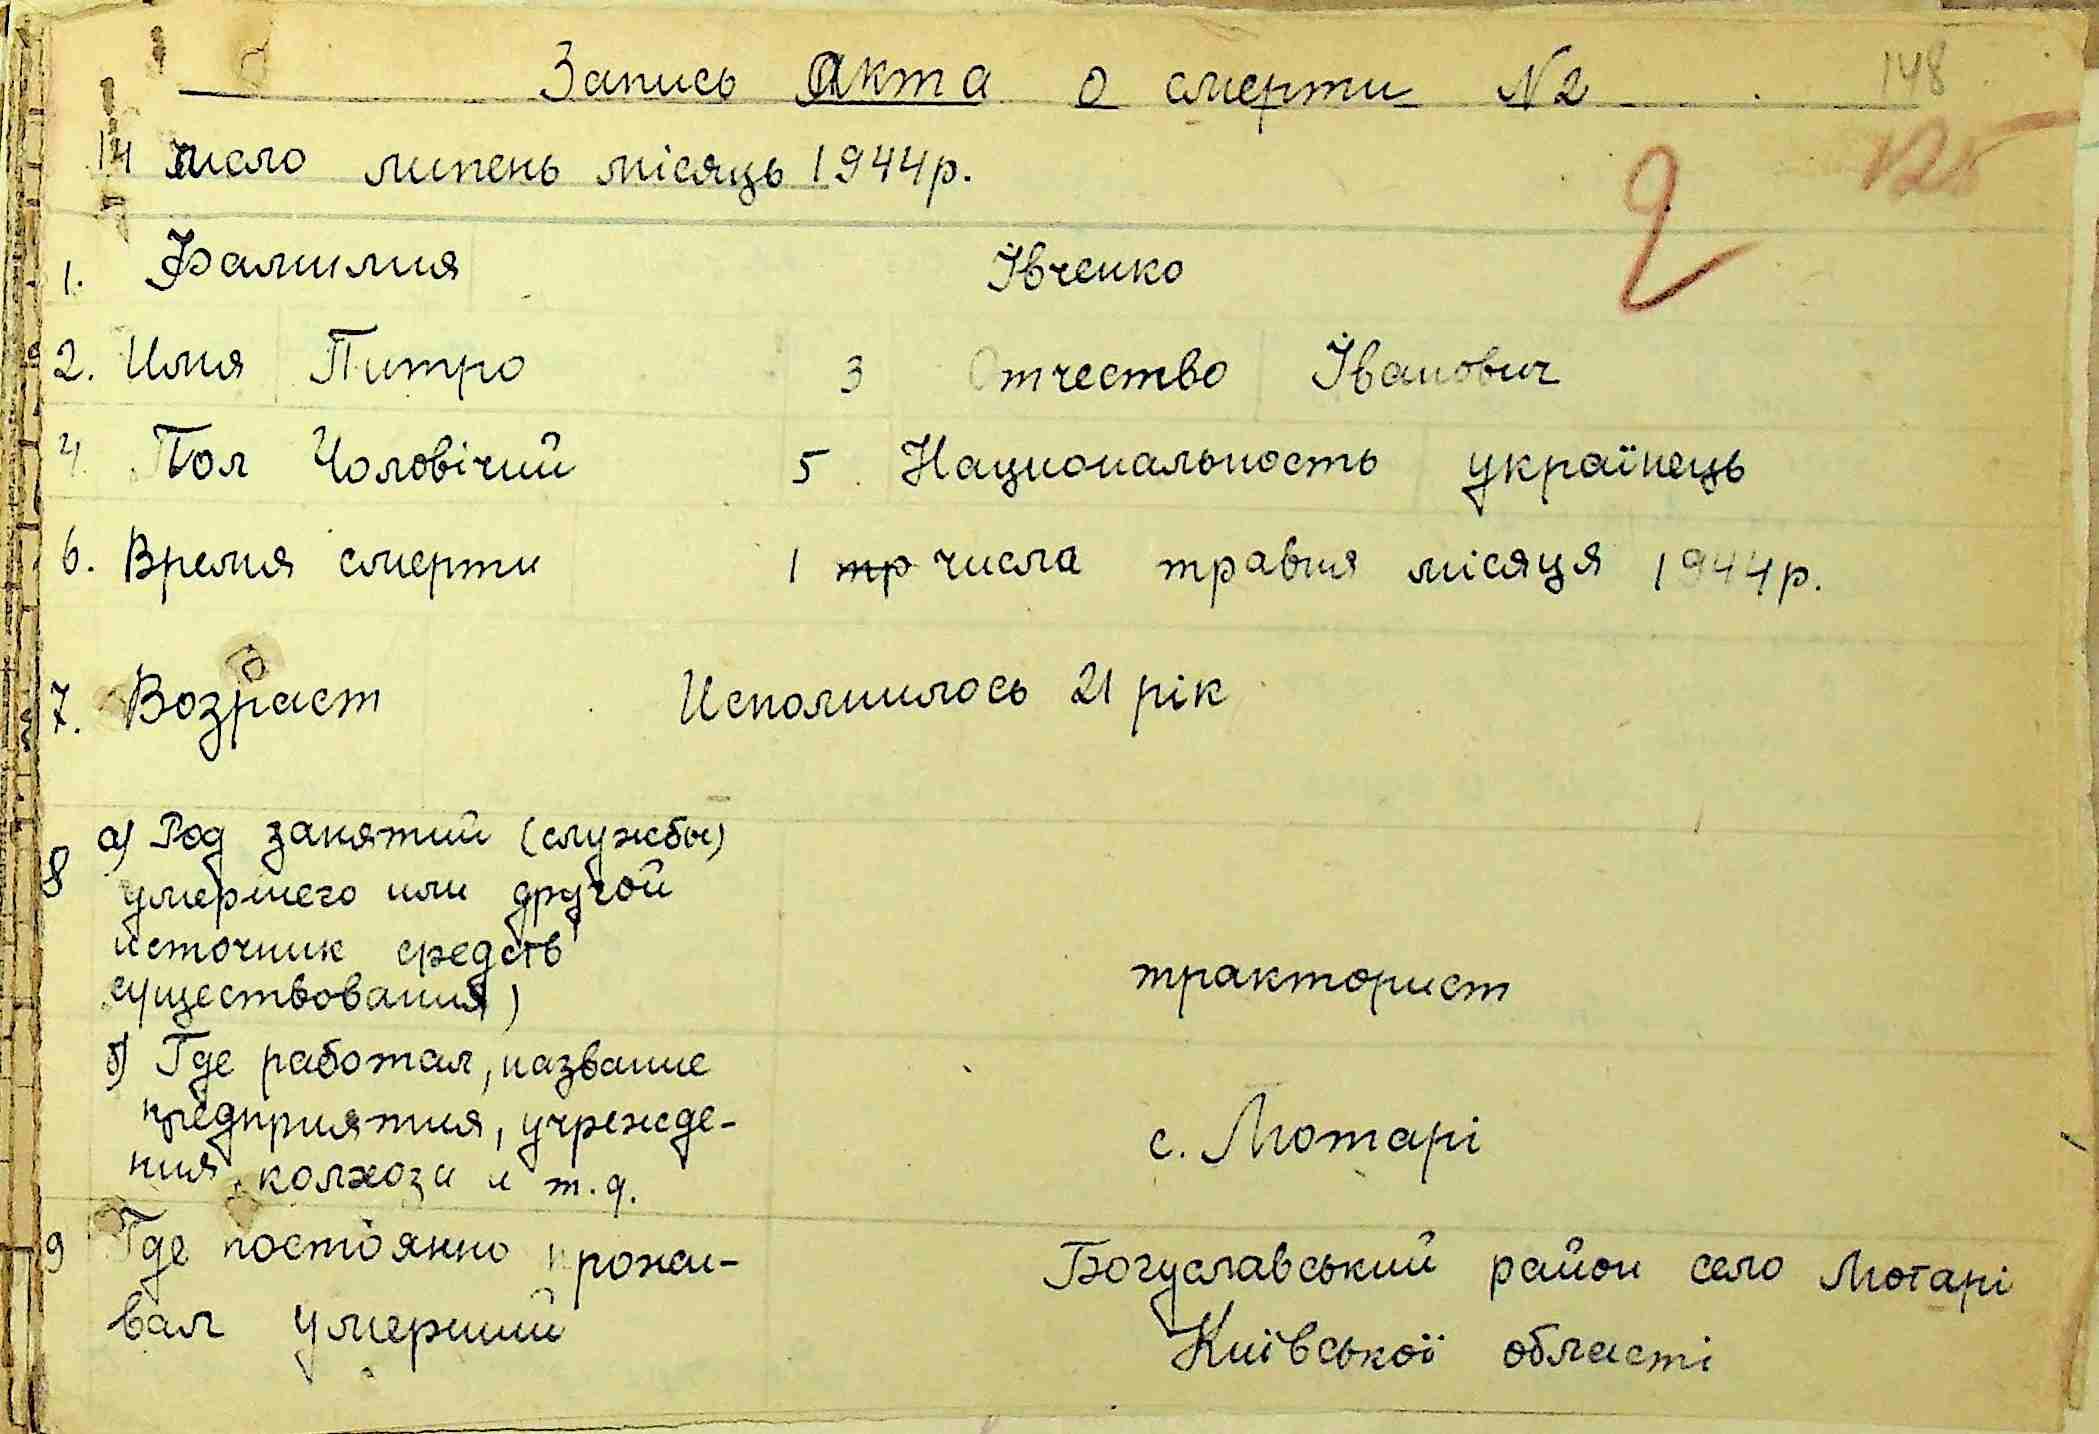 148
Запись Акта о смерти N2
125
14 число липень місяць 1944р.
2
1. Фамилия Івченко
2. Имя Питро 3 Отчество Іванович
4. Пол Чоловічий 5 Национальность українець
6. Время смерти 1 тр числа травня місяця 1944р.
7. Возраст Исполнилось 21 рік
8 а) Род занятий (службы)
умершего или другой
источник средств
существования) тракторист
б) Где работал, название
предприятия, учрежде-
ния, колхоза и т.д. с. Мотарі
9 Где постоянно прожи-
вал умерший
Богуславський район село Мотарі
Київської області